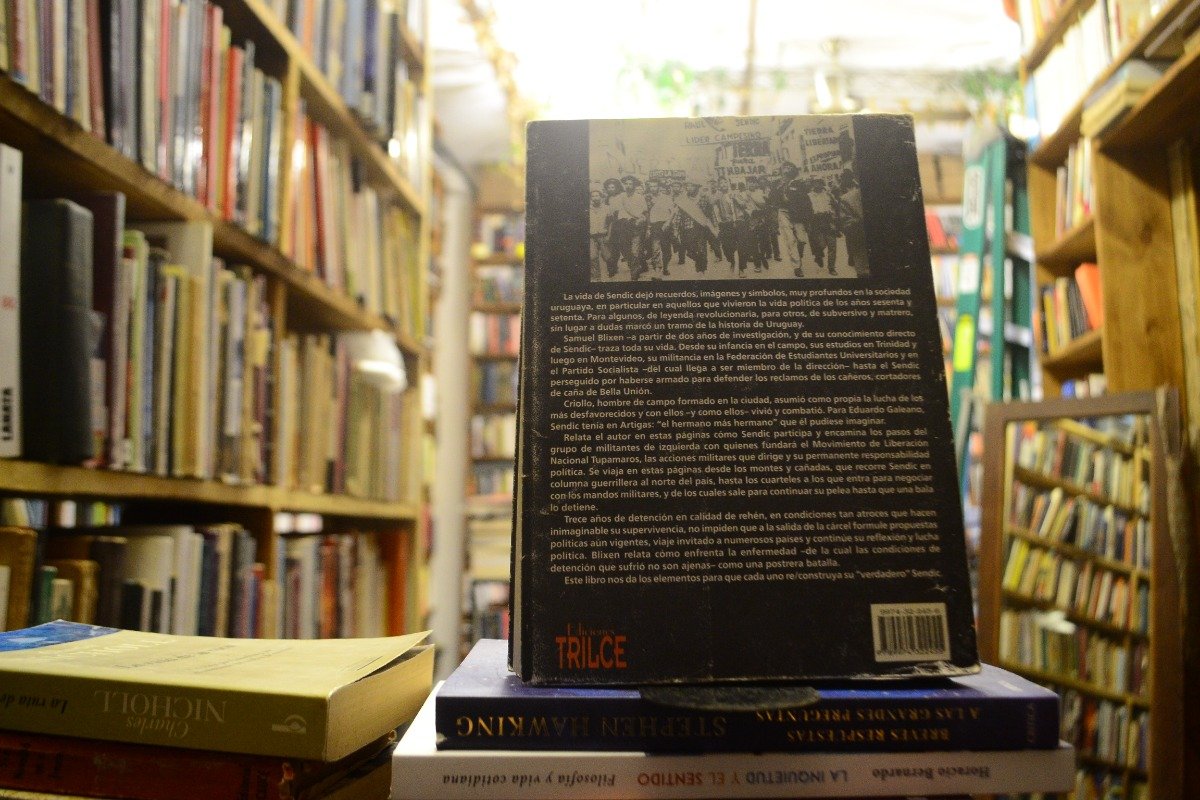 LIDER CAMPESINO
TIERRA
PARA
TRABAJAR
TIERRA
La vida de Sendic dejó recuerdos, imágenes y símbolos, muy profundos en la sociedad
uruguaya, en particular en aquellos que vivieron la vida política de los años sesenta y
setenta. Para algunos, de leyenda revolucionaria, para otros, de subversivo y matrero,
sin lugar a dudas marcó un tramo de la historia de Uruguay.
Samuel Blixen –a partir de dos años de investigación, y de su conocimiento directo
de Sendic– traza toda su vida. Desde su infancia en el campo, sus estudios en Trinidad y
luego en Montevideo, su militancia en la Federación de Estudiantes Universitarios y en
el Partido Socialista –del cual llega a ser miembro de la dirección– hasta el Sendic
perseguido por haberse armado para defender los reclamos de los cañeros, cortadores
de caña de Bella Unión.
Criollo, hombre de campo formado en la ciudad, asumió como propia la lucha de los
más desfavorecidos y con ellos –y como ellos– vivió y combatió. Para Eduardo Galeano,
Sendic tenía en Artigas: "el hermano más hermano" que él pudiese imaginar.
Relata el autor en estas páginas cómo Sendic participa y encamina los pasos del
grupo de militantes de izquierda con quienes fundará el Movimiento de Liberación
Nacional Tupamaros, las acciones militares que dirige y su permanente responsabilidad
política. Se viaja en estas páginas desde los montes y cañadas, que recorre Sendic en
columna guerrillera al norte del país, hasta los cuarteles a los que entra para negociar
con los mandos militares, y de los cuales sale para continuar su pelea hasta que una bala
lo detiene.
Trece años de detención en calidad de rehén, en condiciones tan atroces que hacen
inimaginable su supervivencia, no impiden que a la salida de la cárcel formule propuestas
políticas aún vigentes, viaje invitado a numerosos países y continúe su reflexión y lucha
política. Blixen relata cómo enfrenta la enfermedad –de la cual las condiciones de
detención que sufrió no son ajenas– como una postrera batalla.
Este libro nos da los elementos para que cada uno re/construya su "verdadero" Sendic.
Ediciones
TRILCE
BREVES RESPUESTAS
A LAS GRANDES PREGUNTAS
STEPHEN HAWKING
CRÍTICA
Horacio Bernardo
LA INQUIETUD Y EL SENTIDO
Filosofía y vida cotidiana
Charles
NICHOLL
La ruta de
LANATA